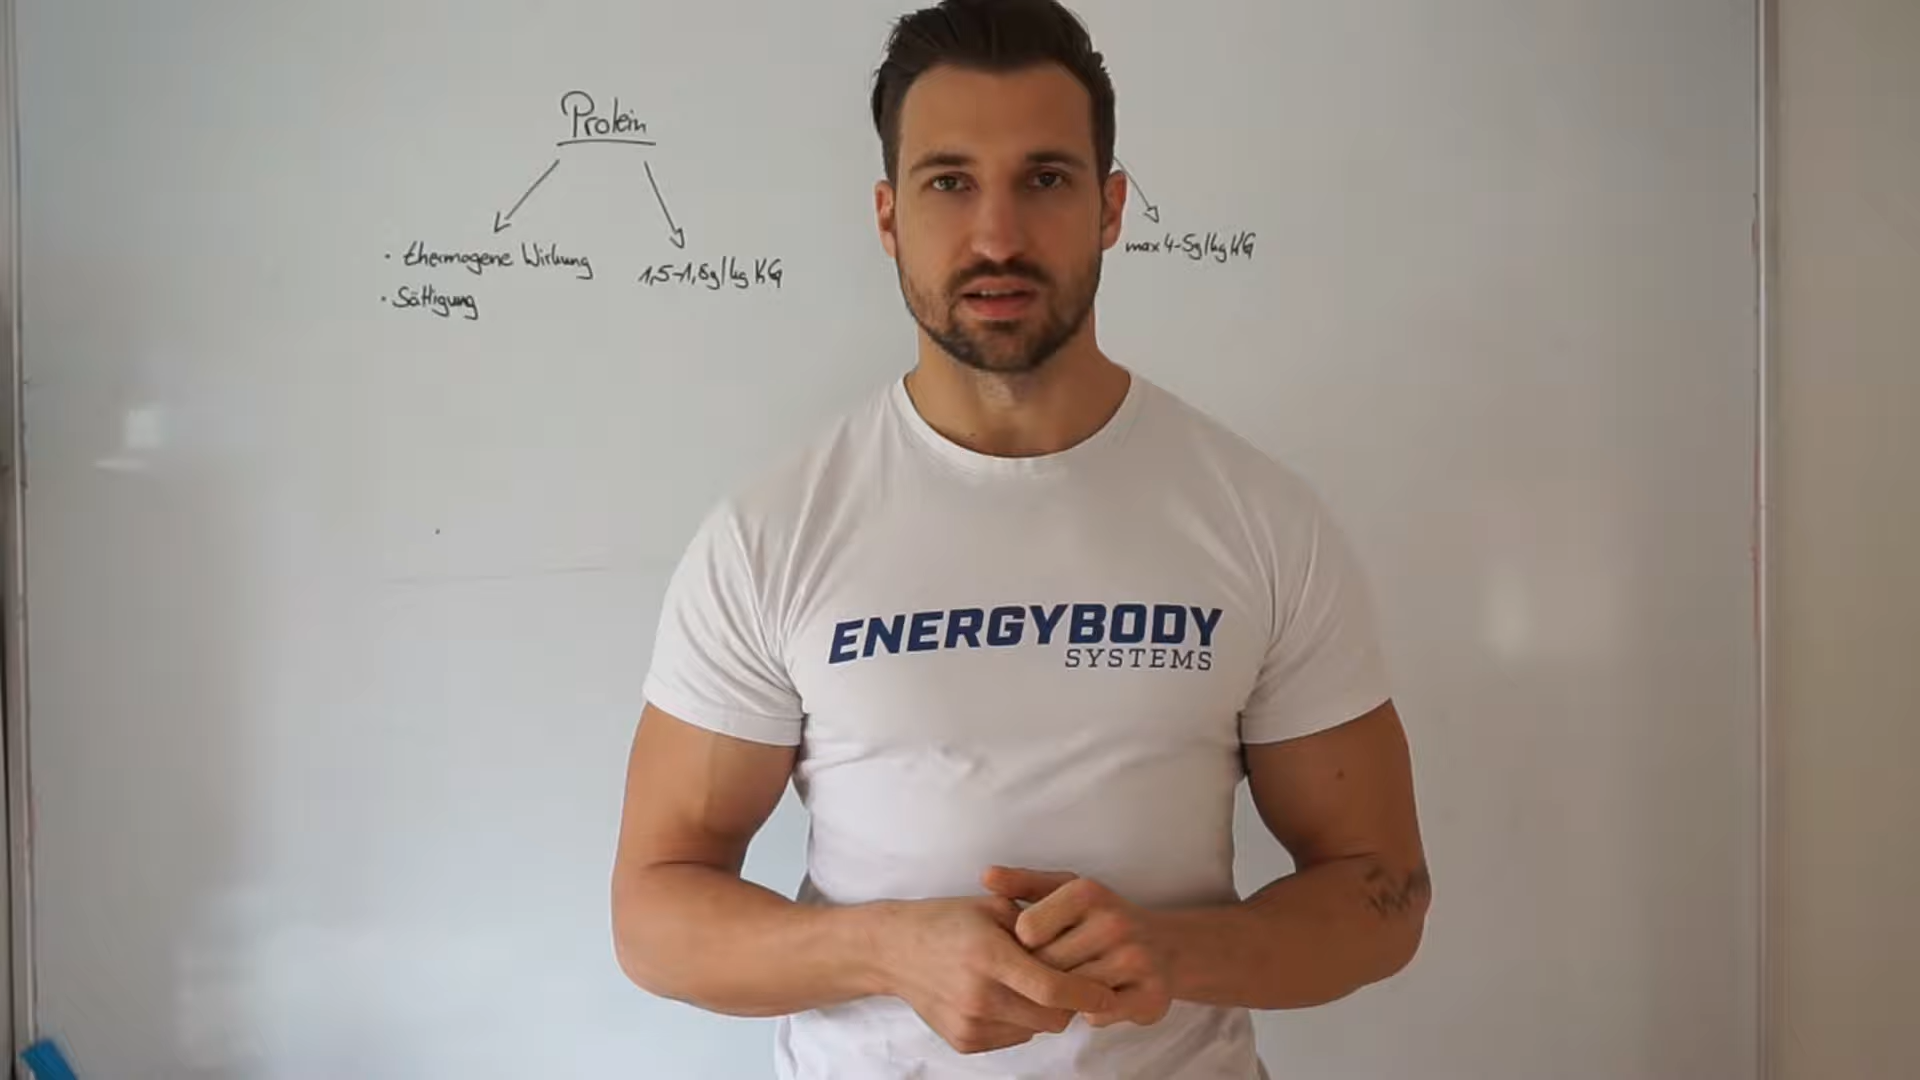 Protein
· thermogene Wirkung
· Sättigung
1,5-1,8g/kg KG
max 4-5g/kg KG
ENERGYBODY
SYSTEMS